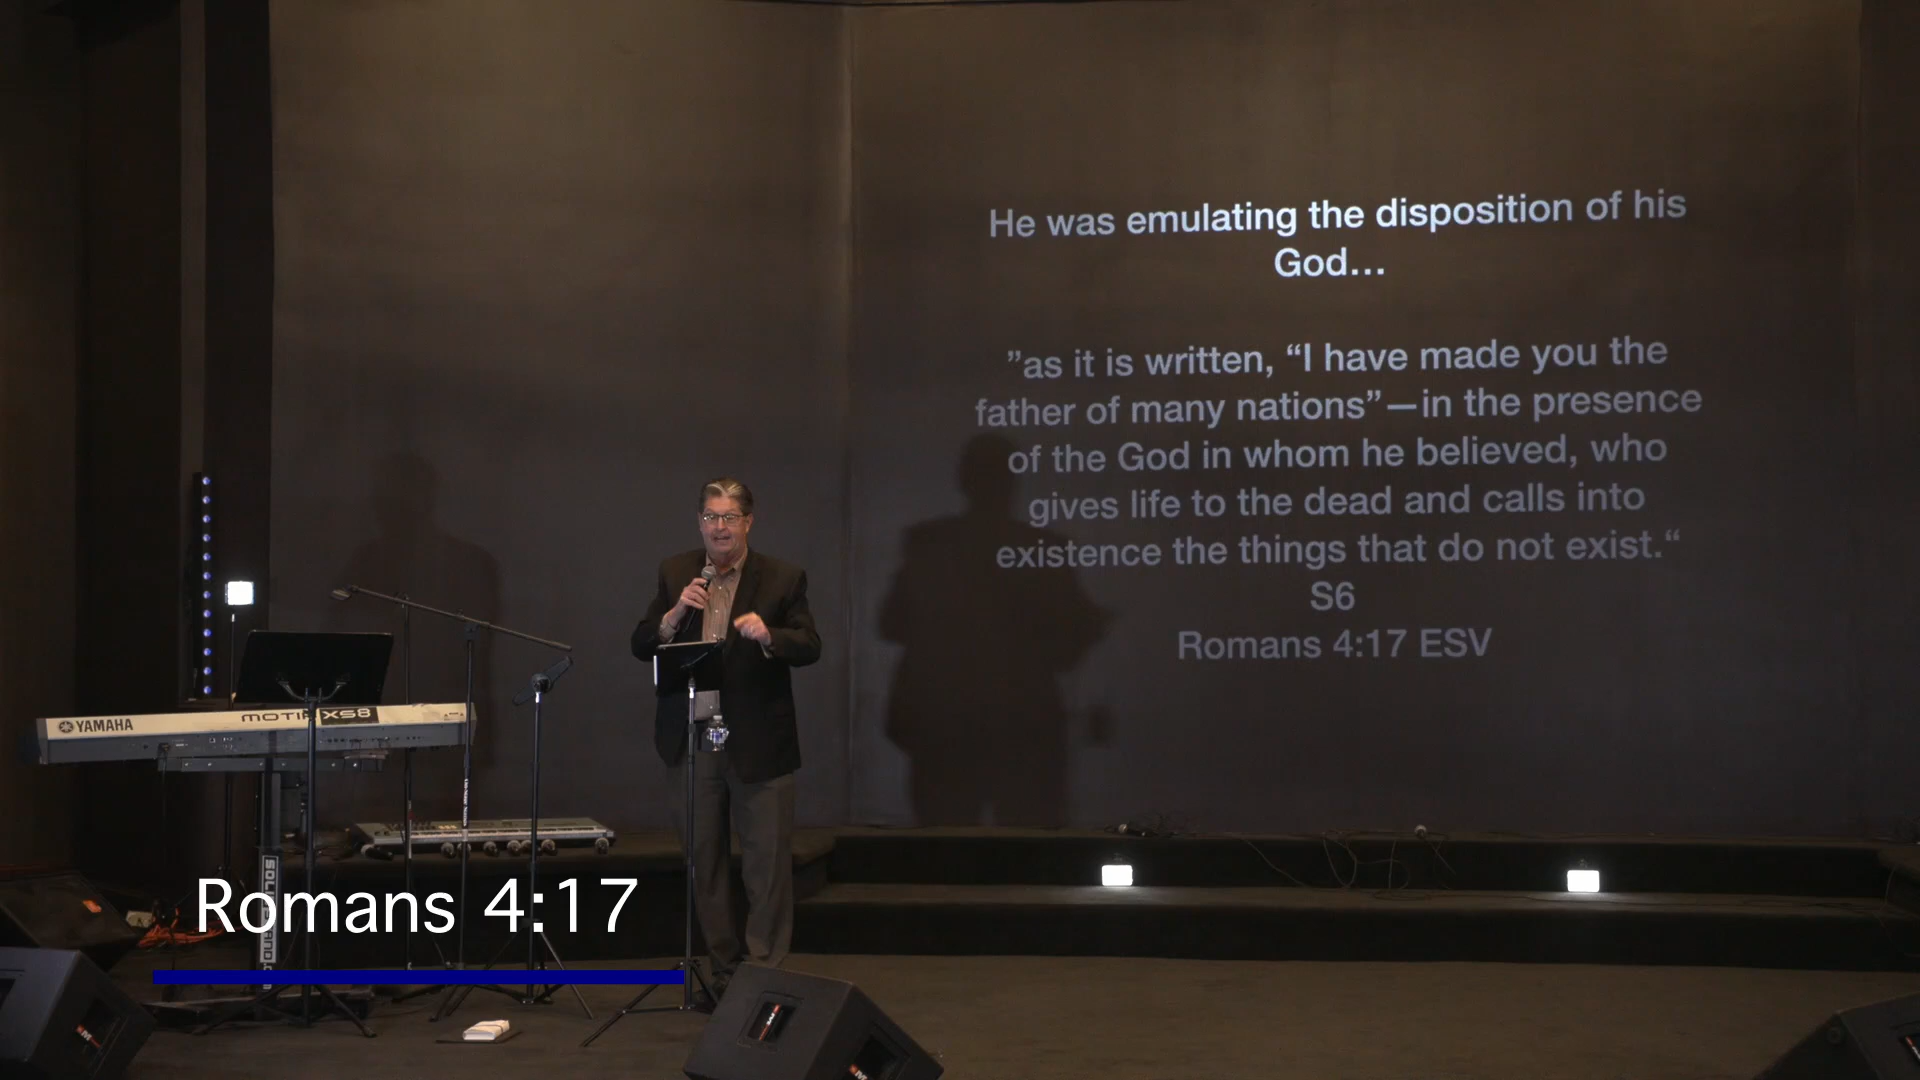 He was emulating the disposition of his
God...
”as it is written, “I have made you the
father of many nations”—in the presence
of the God in whom he believed, who
gives life to the dead and calls into
existence the things that do not exist.“
S6
Romans 4:17 ESV
YAMAHA
MOTIF XS8
Romans 4:17